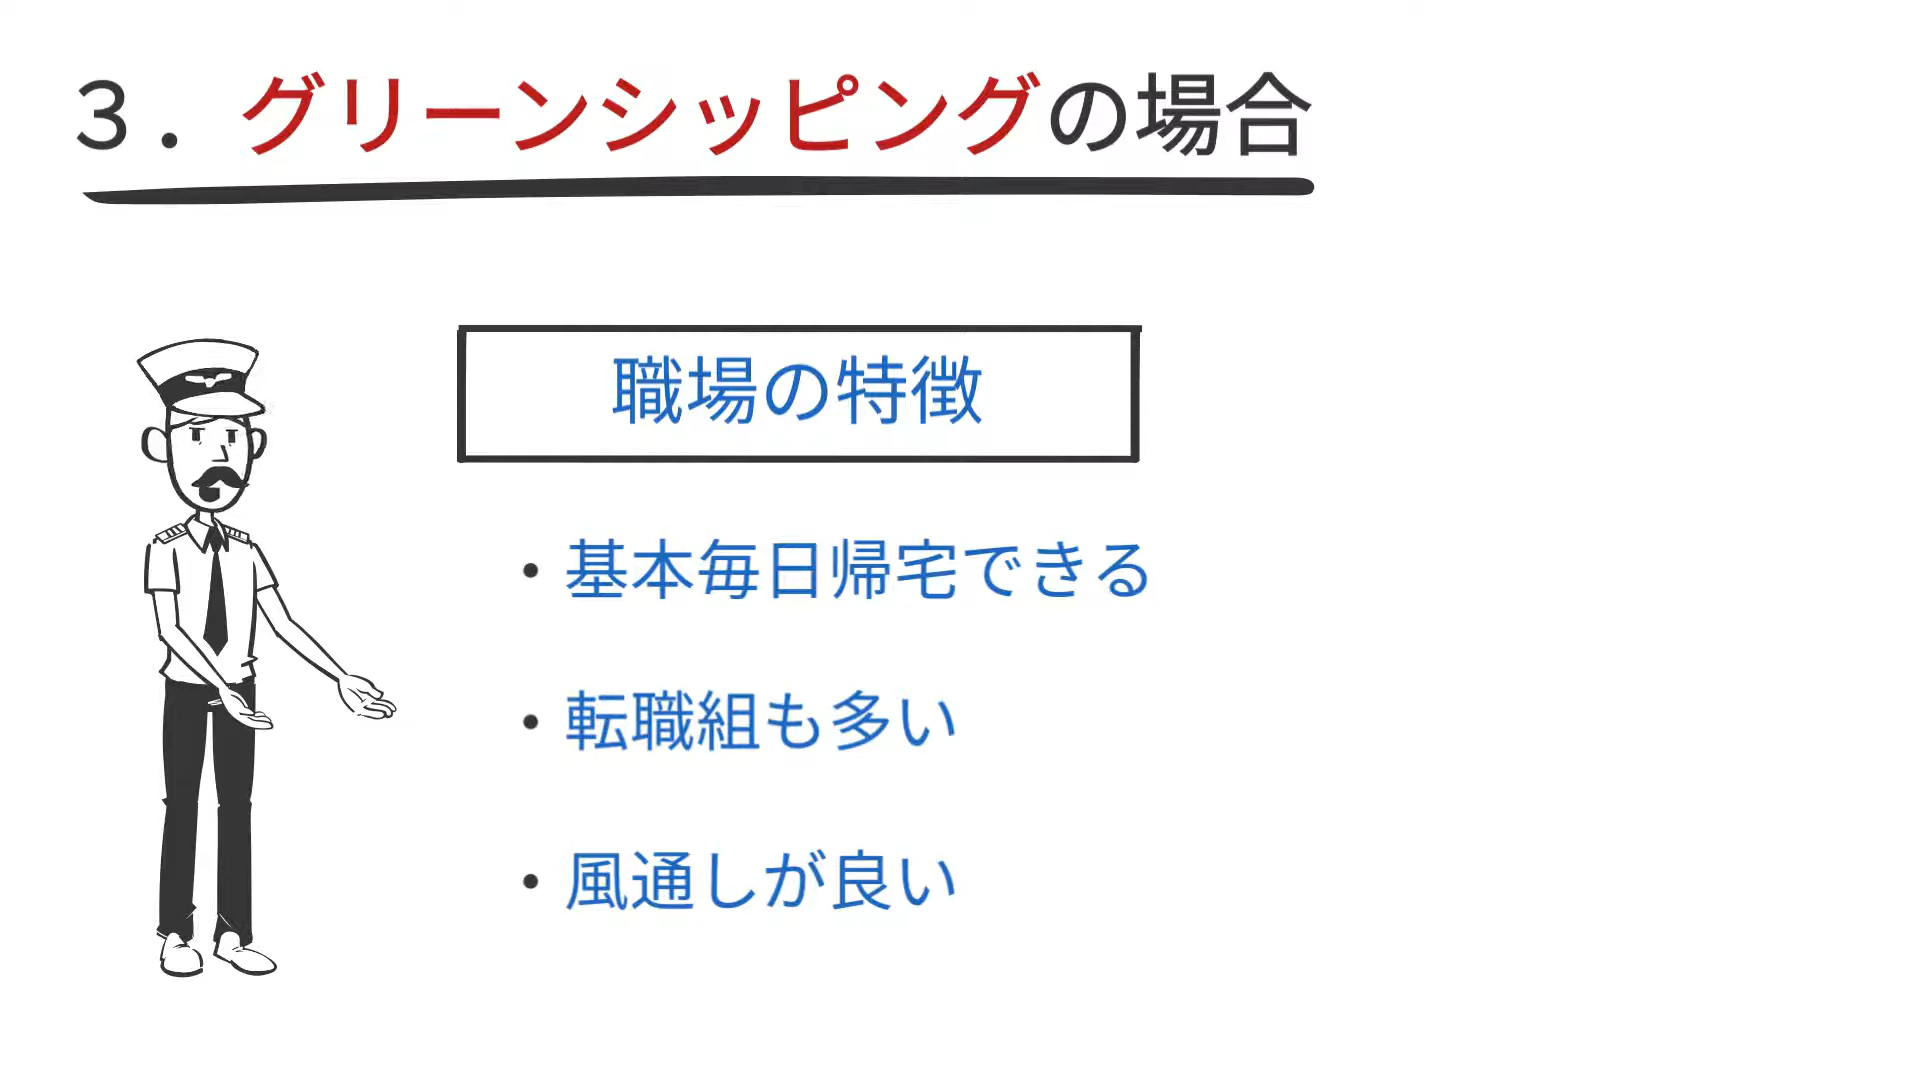 ３．グリーンシッピングの場合
職場の特徴
・基本毎日帰宅できる
・転職組も多い
・風通しが良い